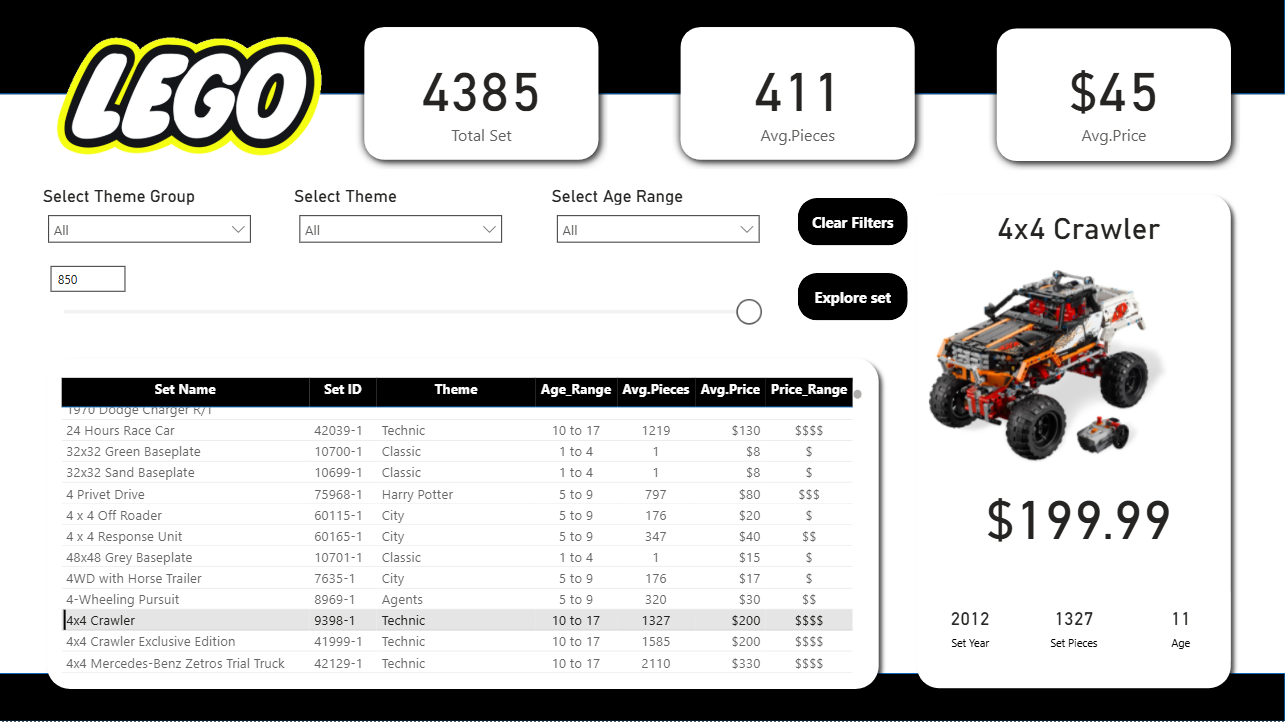 LEGO
4385
Total Set
411
Avg.Pieces
$45
Avg.Price
Select Theme Group
Select Theme
Select Age Range
All
All
All
Clear Filters
850
Explore set
Set Name Set ID Theme Age_Range Avg.Pieces Avg.Price Price_Range
1970 Dodge Charger R/T
24 Hours Race Car 42039-1 Technic 10 to 17 1219 $130 $$$$
32x32 Green Baseplate 10700-1 Classic 1 to 4 1 $8 $
32x32 Sand Baseplate 10699-1 Classic 1 to 4 1 $8 $
4 Privet Drive 75968-1 Harry Potter 5 to 9 797 $80 $$$
4 x 4 Off Roader 60115-1 City 5 to 9 176 $20 $
4 x 4 Response Unit 60165-1 City 5 to 9 347 $40 $$
48x48 Grey Baseplate 10701-1 Classic 1 to 4 1 $15 $
4WD with Horse Trailer 7635-1 City 5 to 9 176 $17 $
4-Wheeling Pursuit 8969-1 Agents 5 to 9 320 $30 $$
4x4 Crawler 9398-1 Technic 10 to 17 1327 $200 $$$$
4x4 Crawler Exclusive Edition 41999-1 Technic 10 to 17 1585 $200 $$$$
4x4 Mercedes-Benz Zetros Trial Truck 42129-1 Technic 10 to 17 2110 $330 $$$$
4x4 Crawler
$199.99
2012
Set Year
1327
Set Pieces
11
Age